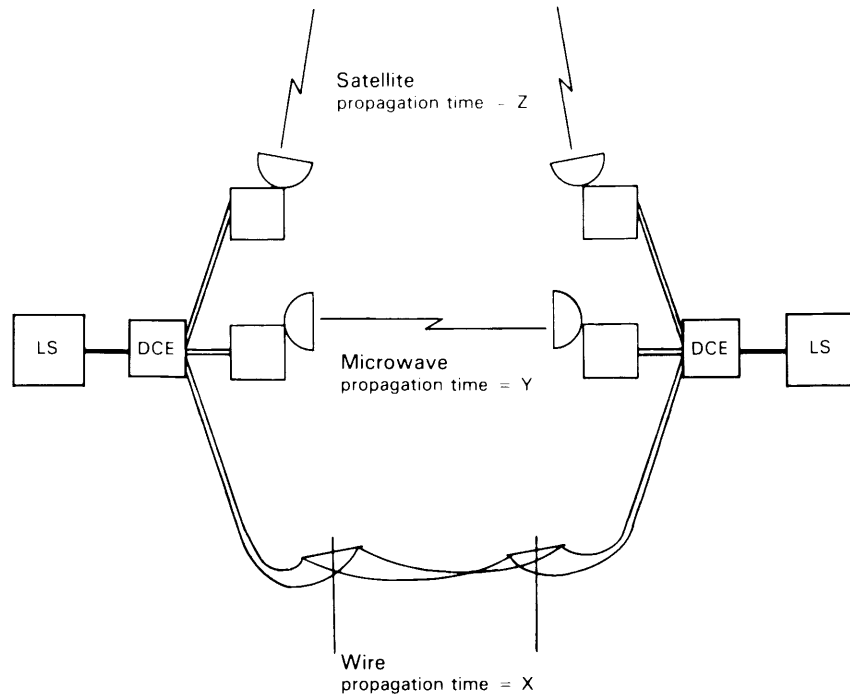 Satellite
propagation time - Z
LS
DCE
DCE
LS
Microwave
propagation time = Y
Wire
propagation time = X